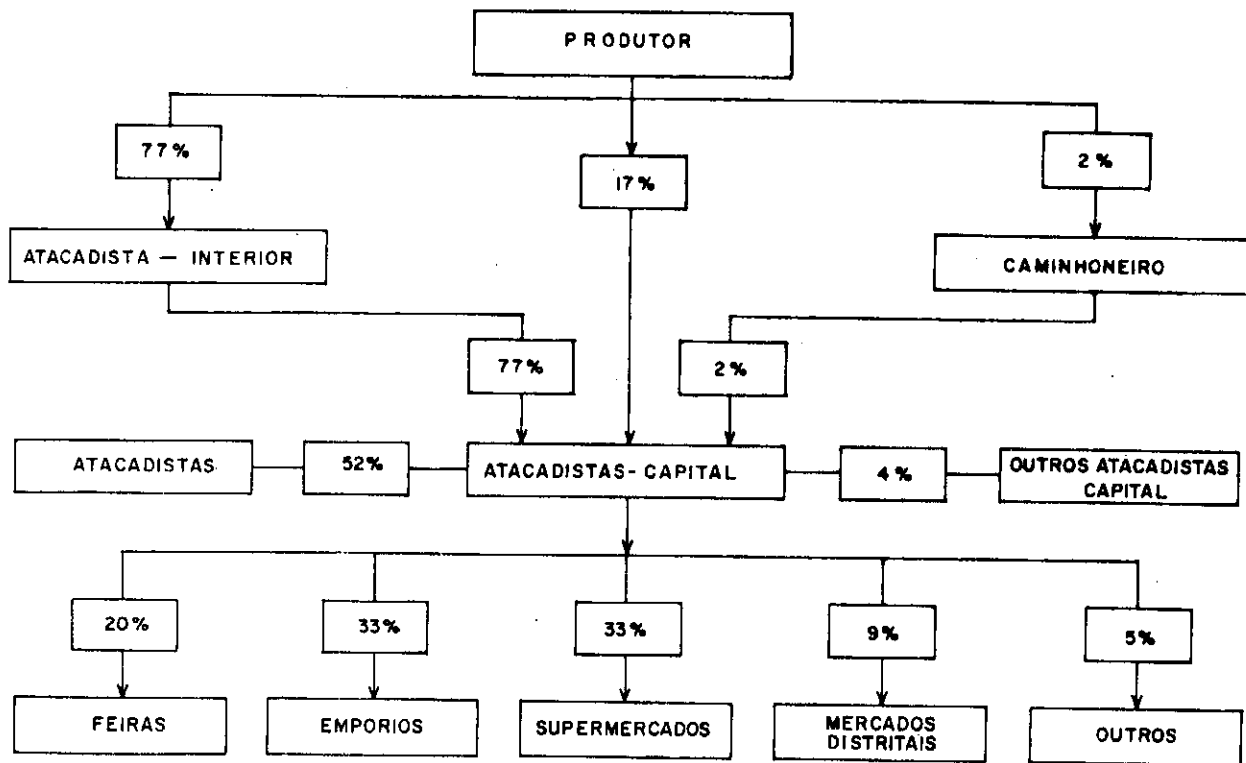 PRODUTOR
77%
17%
2%
ATACADISTA — INTERIOR
CAMINHONEIRO
77%
2%
ATACADISTAS
52%
ATACADISTAS-CAPITAL
4%
OUTROS ATACADISTAS
CAPITAL
20%
33%
33%
9%
5%
FEIRAS
EMPORIOS
SUPERMERCADOS
MERCADOS
DISTRITAIS
OUTROS